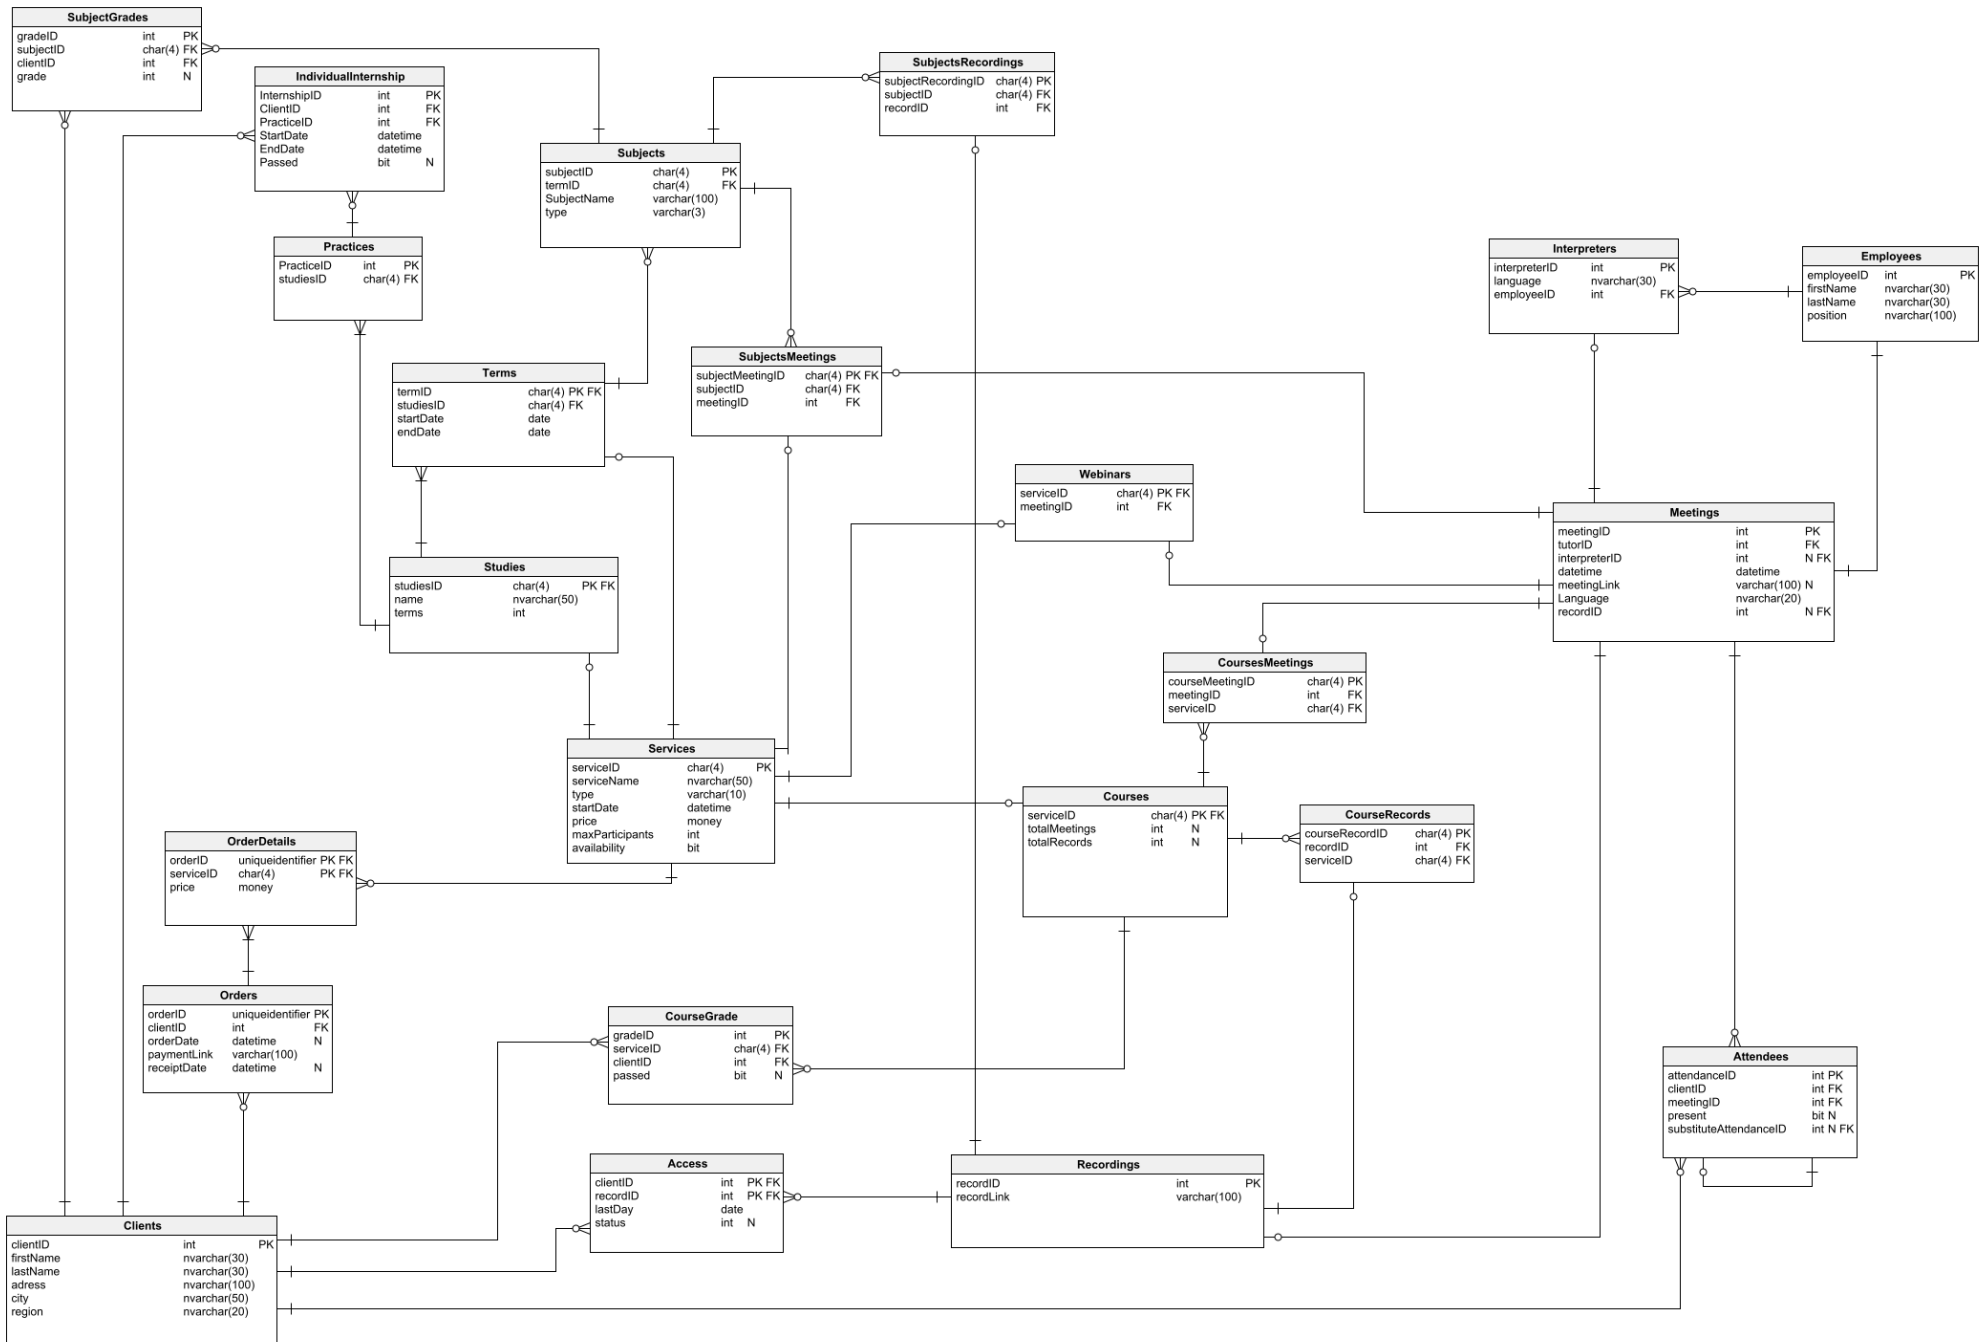 SubjectGrades
gradeID int PK
subjectID char(4) FK
clientID int FK
grade int N
IndividualInternship
InternshipID int PK
ClientID int FK
PracticeID int FK
StartDate datetime
EndDate datetime
Passed bit N
SubjectsRecordings
subjectRecordingID char(4) PK
subjectID char(4) FK
recordID int FK
Subjects
subjectID char(4) PK
termID char(4) FK
SubjectName varchar(100)
type varchar(3)
Practices
PracticeID int PK
studiesID char(4) FK
Interpreters
interpreterID int PK
language nvarchar(30)
employeeID int FK
Employees
employeeID int PK
firstName nvarchar(30)
lastName nvarchar(30)
position nvarchar(100)
Terms
termID char(4) PK FK
studiesID char(4) FK
startDate date
endDate date
SubjectsMeetings
subjectMeetingID char(4) PK FK
subjectID char(4) FK
meetingID int FK
Webinars
serviceID char(4) PK FK
meetingID int FK
Meetings
meetingID int PK
tutorID int FK
interpreterID int N FK
datetime datetime
meetingLink varchar(100) N
Language nvarchar(20)
recordID int N FK
Studies
studiesID char(4) PK FK
name nvarchar(50)
terms int
CoursesMeetings
courseMeetingID char(4) PK
meetingID int FK
serviceID char(4) FK
Services
serviceID char(4) PK
serviceName nvarchar(50)
type varchar(10)
startDate datetime
price money
maxParticipants int
availability bit
Courses
serviceID char(4) PK FK
totalMeetings int N
totalRecords int N
CourseRecords
courseRecordID char(4) PK
recordID int FK
serviceID char(4) FK
OrderDetails
orderID uniqueidentifier PK FK
serviceID char(4) PK FK
price money
Orders
orderID uniqueidentifier PK
clientID int FK
orderDate datetime N
paymentLink varchar(100)
receiptDate datetime N
CourseGrade
gradeID int PK
serviceID char(4) FK
clientID int FK
passed bit N
Attendees
attendanceID int PK
clientID int FK
meetingID int FK
present bit N
substituteAttendanceID int N FK
Access
clientID int PK FK
recordID int PK FK
lastDay date
status int N
Recordings
recordID int PK
recordLink varchar(100)
Clients
clientID int PK
firstName nvarchar(30)
lastName nvarchar(30)
adress nvarchar(100)
city nvarchar(50)
region nvarchar(20)